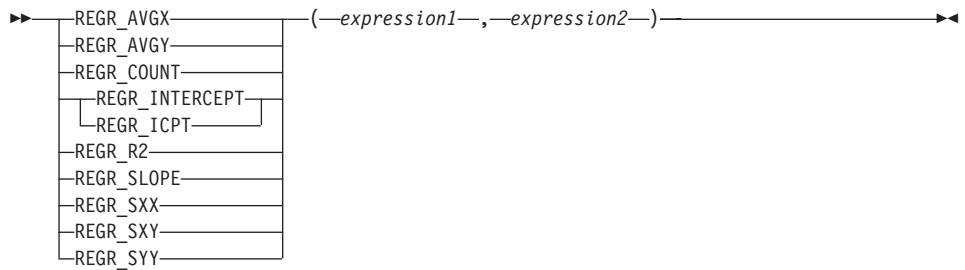 REGR_AVGX ( expression1 , expression2 )
REGR_AVGY
REGR_COUNT
REGR_INTERCEPT
REGR_ICPT
REGR_R2
REGR_SLOPE
REGR_SXX
REGR_SXY
REGR_SYY